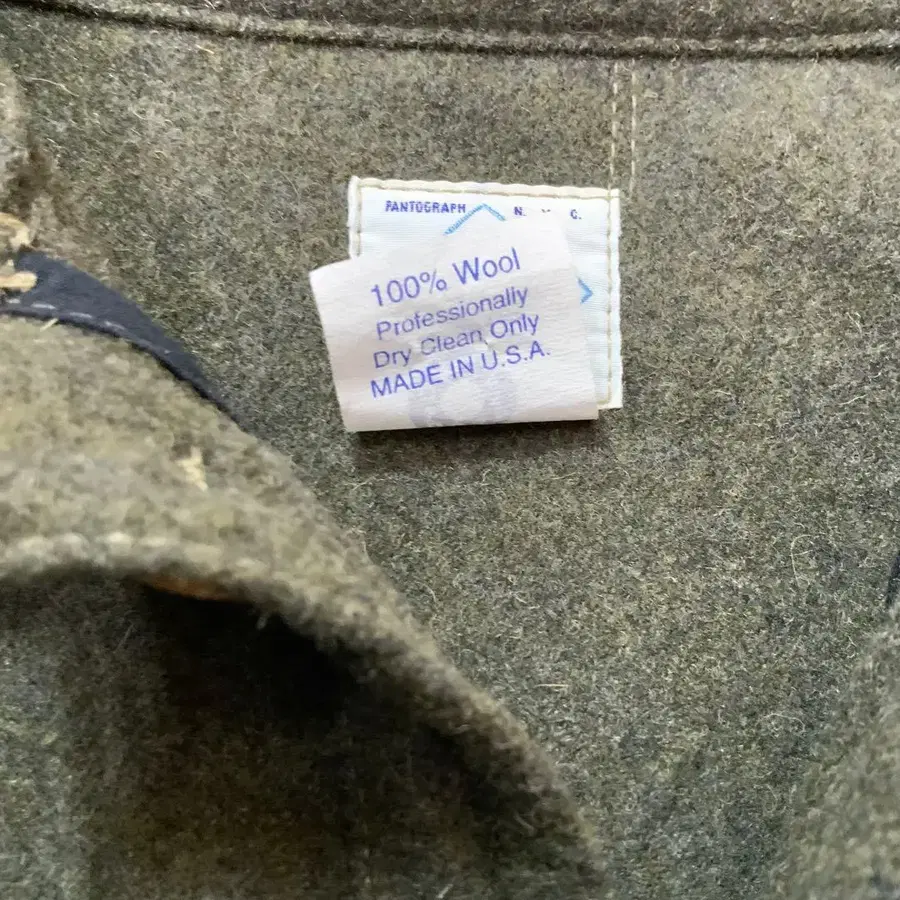 PANTOGRAPH N. Y. C.
100% Wool
Professionally
Dry Clean Only
MADE IN U.S.A.